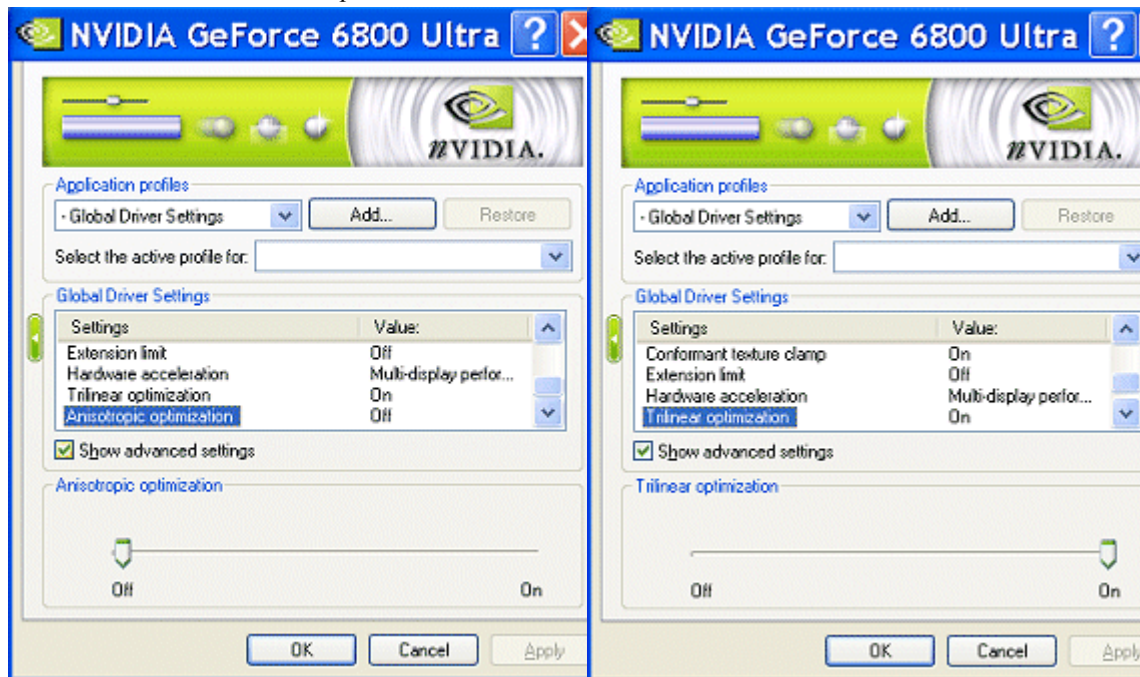 NVIDIA GeForce 6800 Ultra
nVIDIA.
Application profiles
- Global Driver Settings
Add...
Restore
Select the active profile for:
Global Driver Settings
Settings Value:
Extension limit Off
Hardware acceleration Multi-display perfor...
Trilinear optimization On
Anisotropic optimization Off
Show advanced settings
Anisotropic optimization
Off On
OK Cancel Apply
NVIDIA GeForce 6800 Ultra
nVIDIA.
Application profiles
- Global Driver Settings
Add...
Restore
Select the active profile for:
Global Driver Settings
Settings Value:
Conformant texture clamp On
Extension limit Off
Hardware acceleration Multi-display perfor...
Trilinear optimization On
Show advanced settings
Trilinear optimization
Off On
OK Cancel Apply